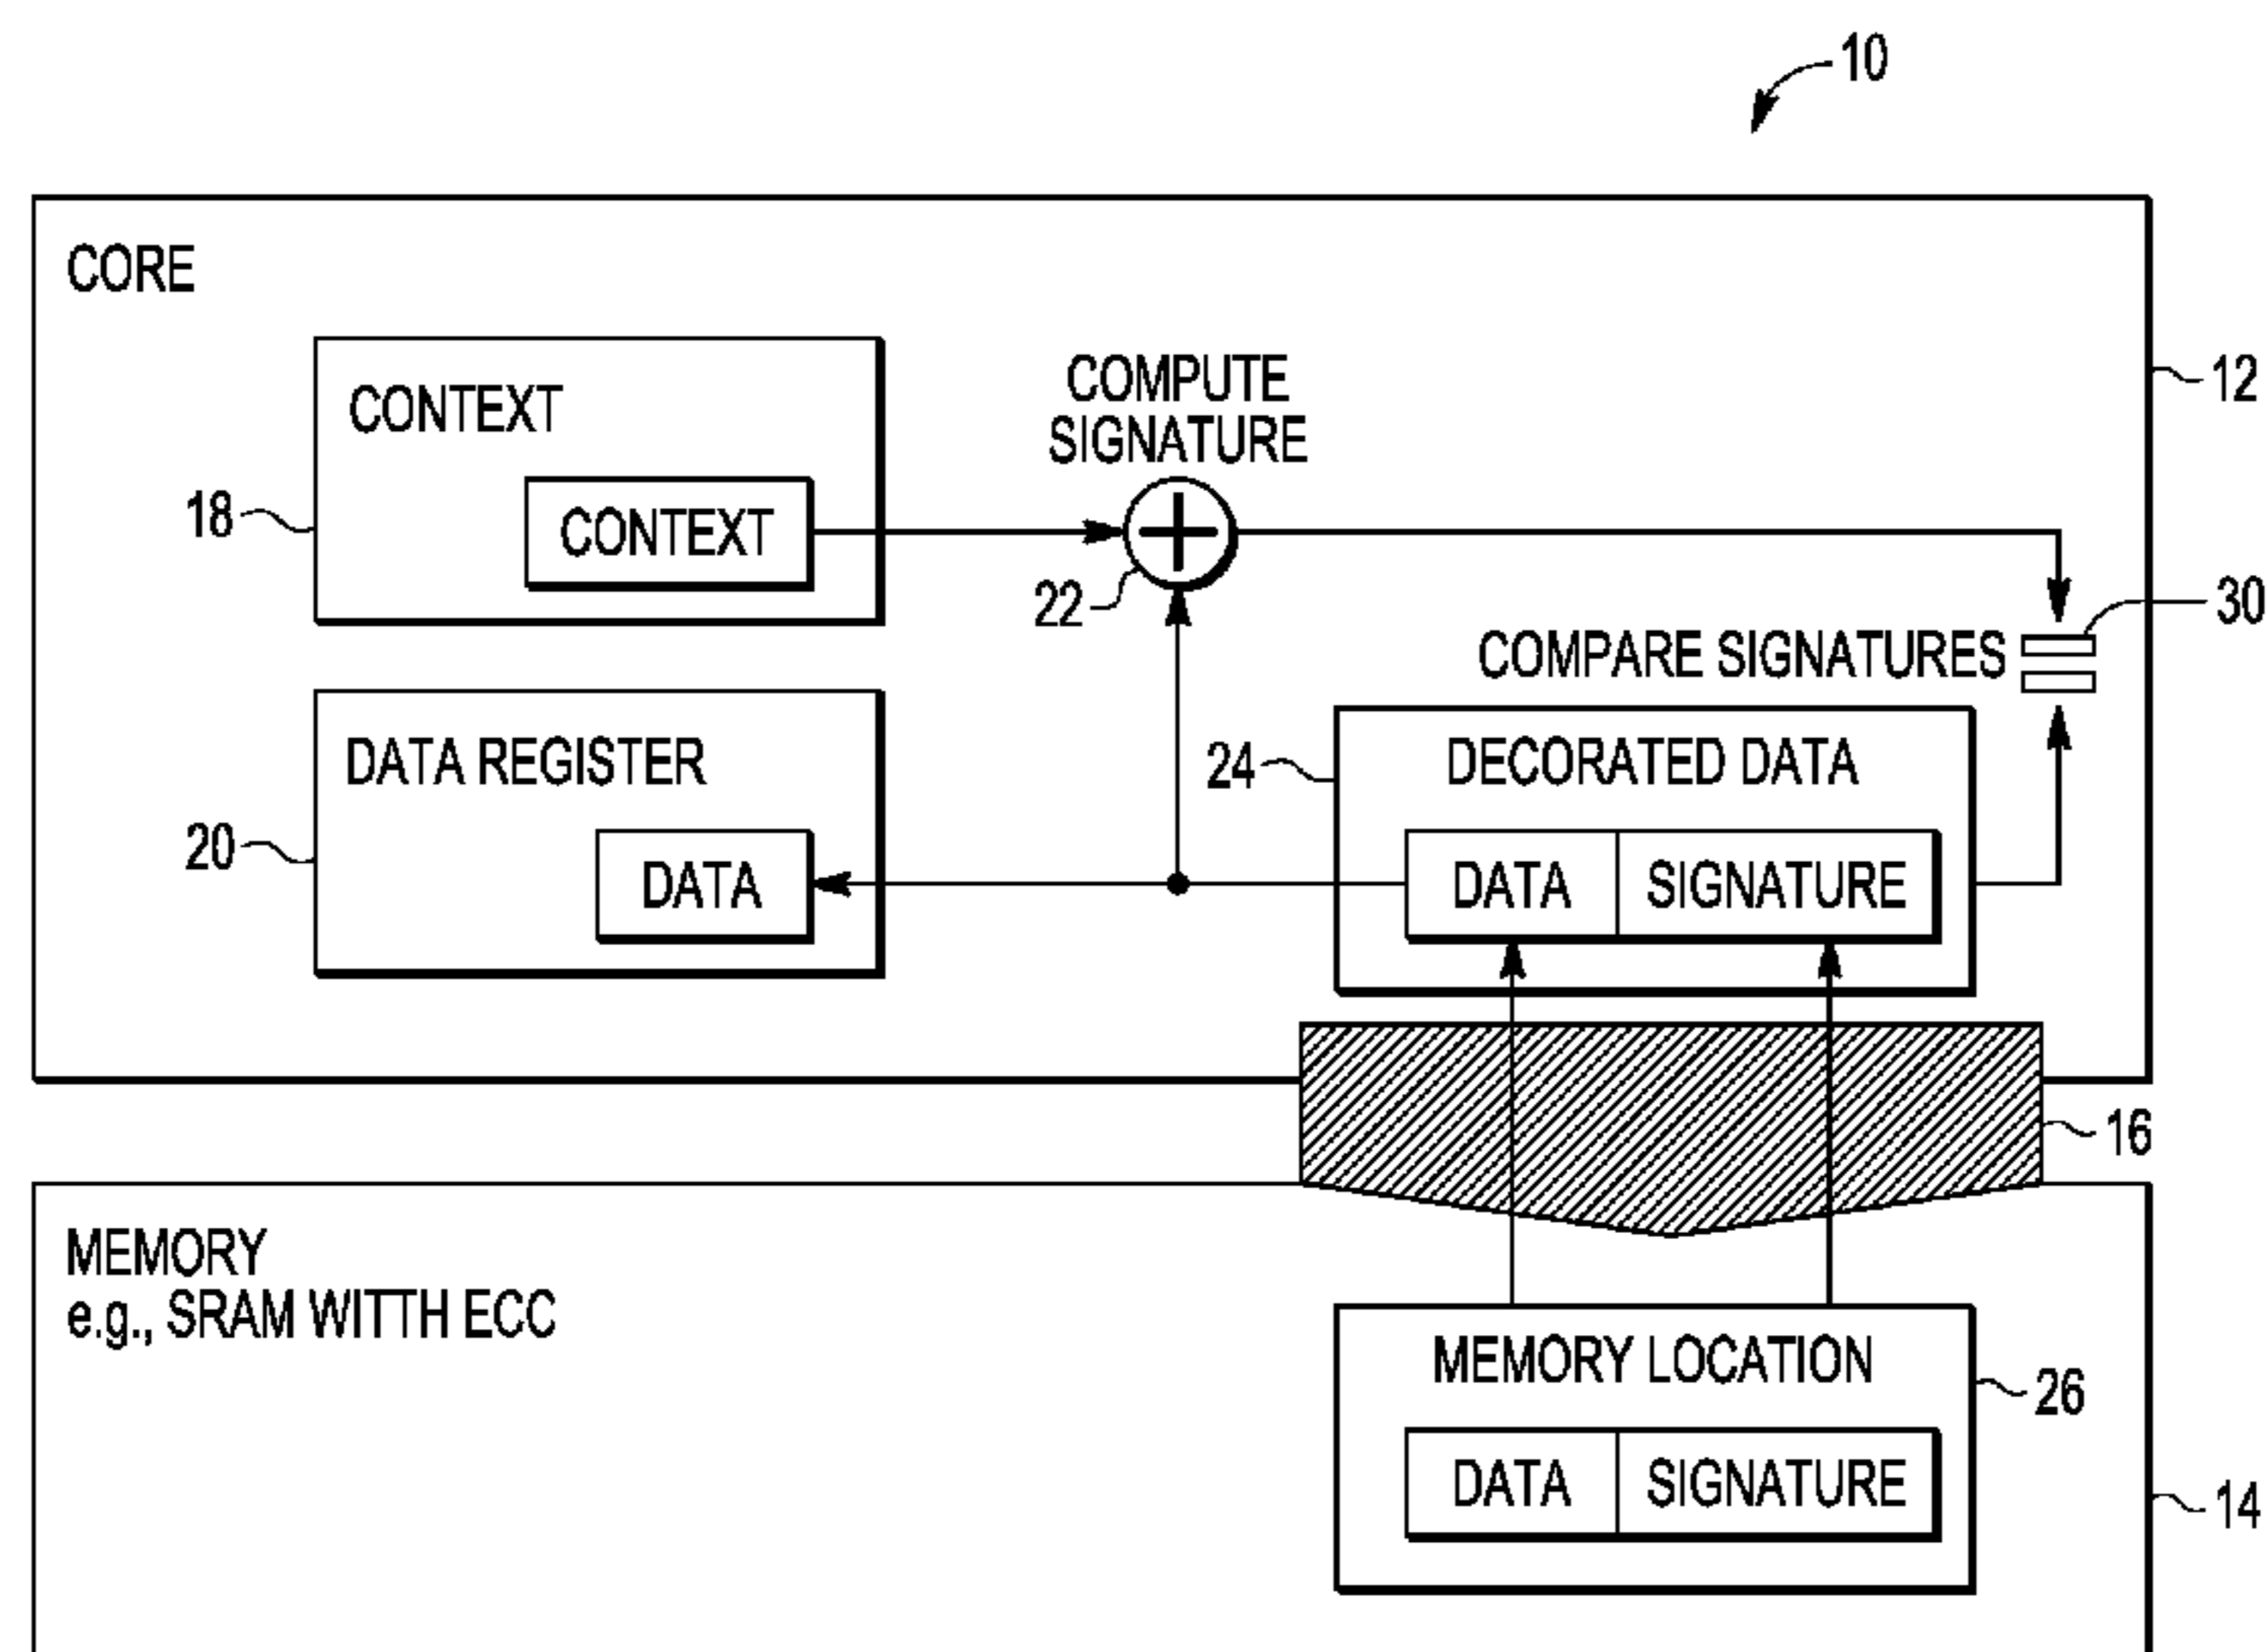 10
CORE
CONTEXT
COMPUTE
SIGNATURE
12
18
CONTEXT
22
30
COMPARE SIGNATURES
DATA REGISTER
24
DECORATED DATA
20
DATA
DATA SIGNATURE
16
MEMORY
e.g., SRAM WITTH ECC
MEMORY LOCATION
26
DATA SIGNATURE
14